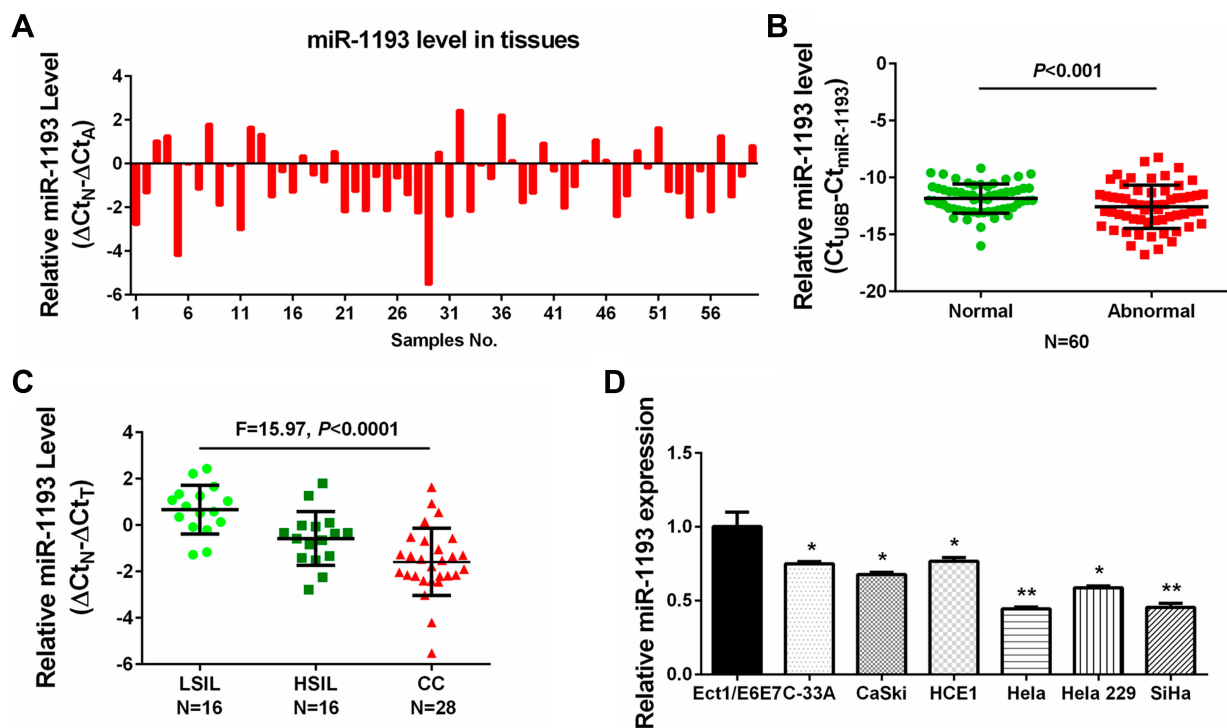 A
miR-1193 level in tissues
Relative miR-1193 Level
(ΔCtN-ΔCtA)
4
2
0
-2
-4
-6
1 6 11 16 21 26 31 36 41 46 51 56
Samples No.
B
Relative miR-1193 level
(CtU6B-CtmiR-1193)
P<0.001
0
-5
-10
-15
-20
Normal Abnormal
N=60
C
Relative miR-1193 Level
(ΔCtN-ΔCtT)
F=15.97, P<0.0001
4
2
0
-2
-4
-6
LSIL HSIL CC
N=16 N=16 N=28
D
Relative miR-1193 expression
1.5
1.0
0.5
0.0
* * * ** * **
Ect1/E6E7C-33A CaSki HCE1 Hela Hela 229 SiHa